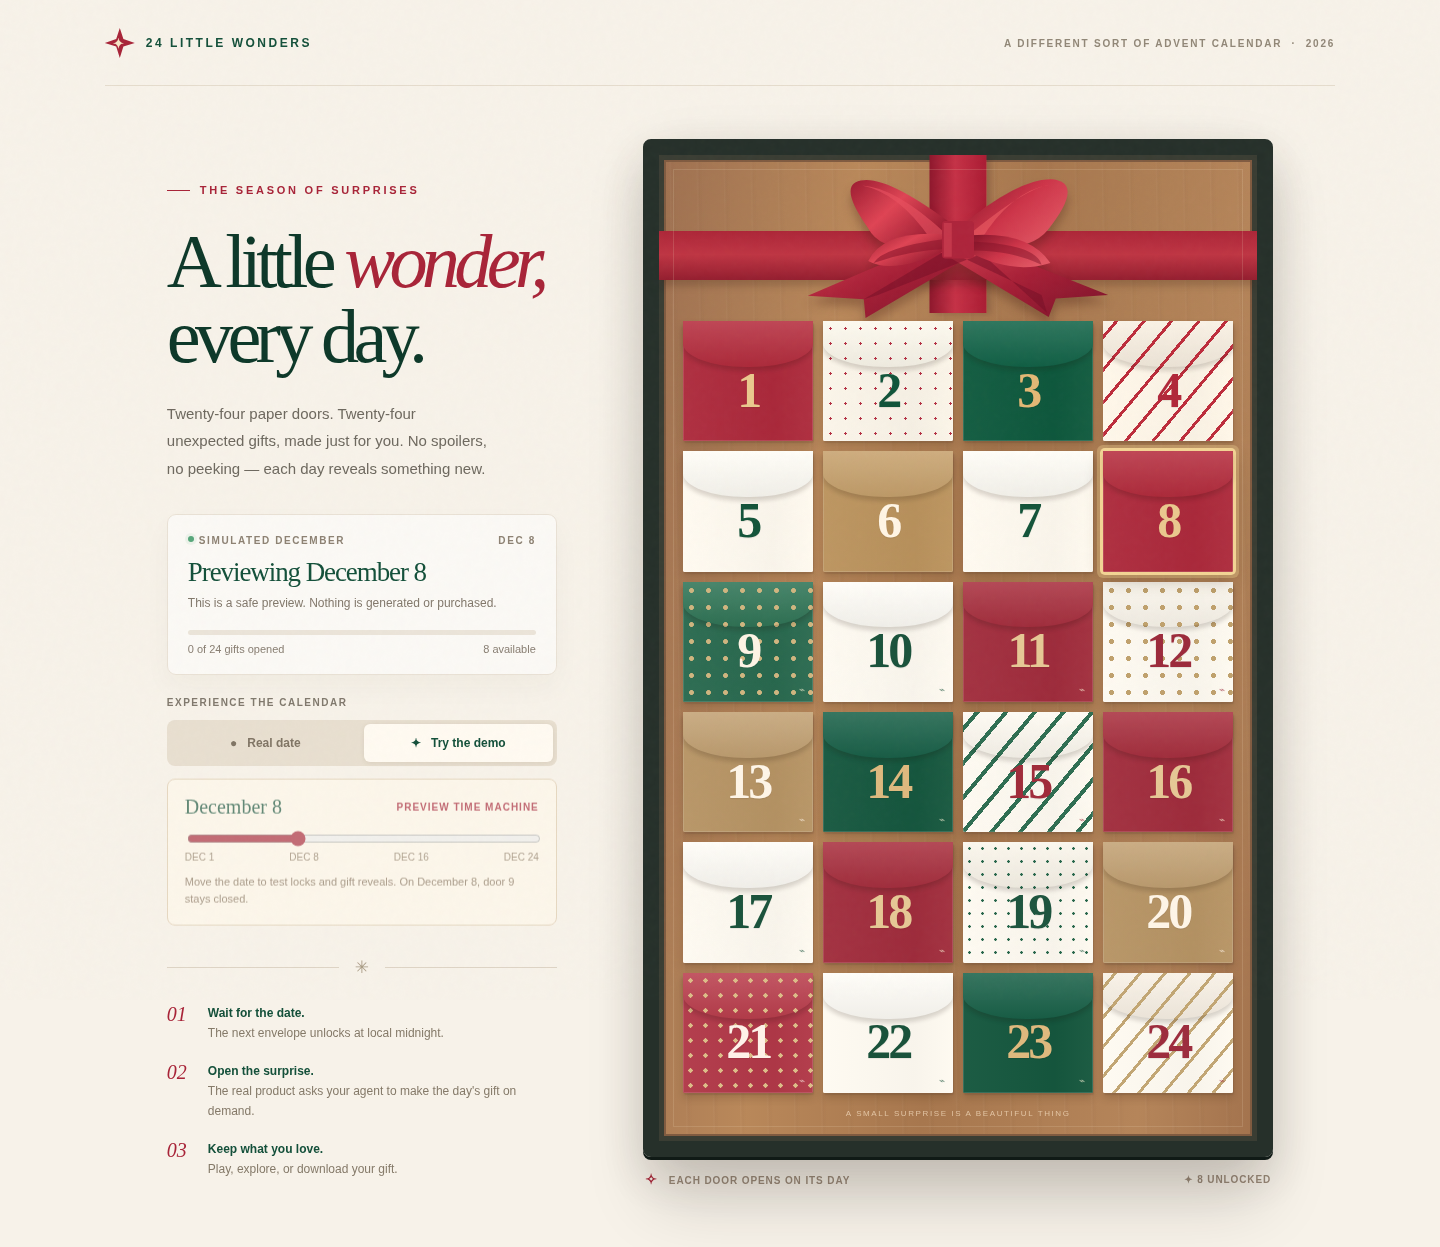 24 LITTLE WONDERS
A DIFFERENT SORT OF ADVENT CALENDAR · 2026
THE SEASON OF SURPRISES
A little wonder,
every day.
Twenty-four paper doors. Twenty-four
unexpected gifts, made just for you. No spoilers,
no peeking — each day reveals something new.
SIMULATED DECEMBER
DEC 8
Previewing December 8
This is a safe preview. Nothing is generated or purchased.
0 of 24 gifts opened
8 available
EXPERIENCE THE CALENDAR
Real date
Try the demo
December 8
PREVIEW TIME MACHINE
DEC 1
DEC 8
DEC 16
DEC 24
Move the date to test locks and gift reveals. On December 8, door 9
stays closed.
01
Wait for the date.
The next envelope unlocks at local midnight.
02
Open the surprise.
The real product asks your agent to make the day's gift on
demand.
03
Keep what you love.
Play, explore, or download your gift.
1
2
3
4
5
6
7
8
9
10
11
12
13
14
15
16
17
18
19
20
21
22
23
24
A SMALL SURPRISE IS A BEAUTIFUL THING
EACH DOOR OPENS ON ITS DAY
8 UNLOCKED